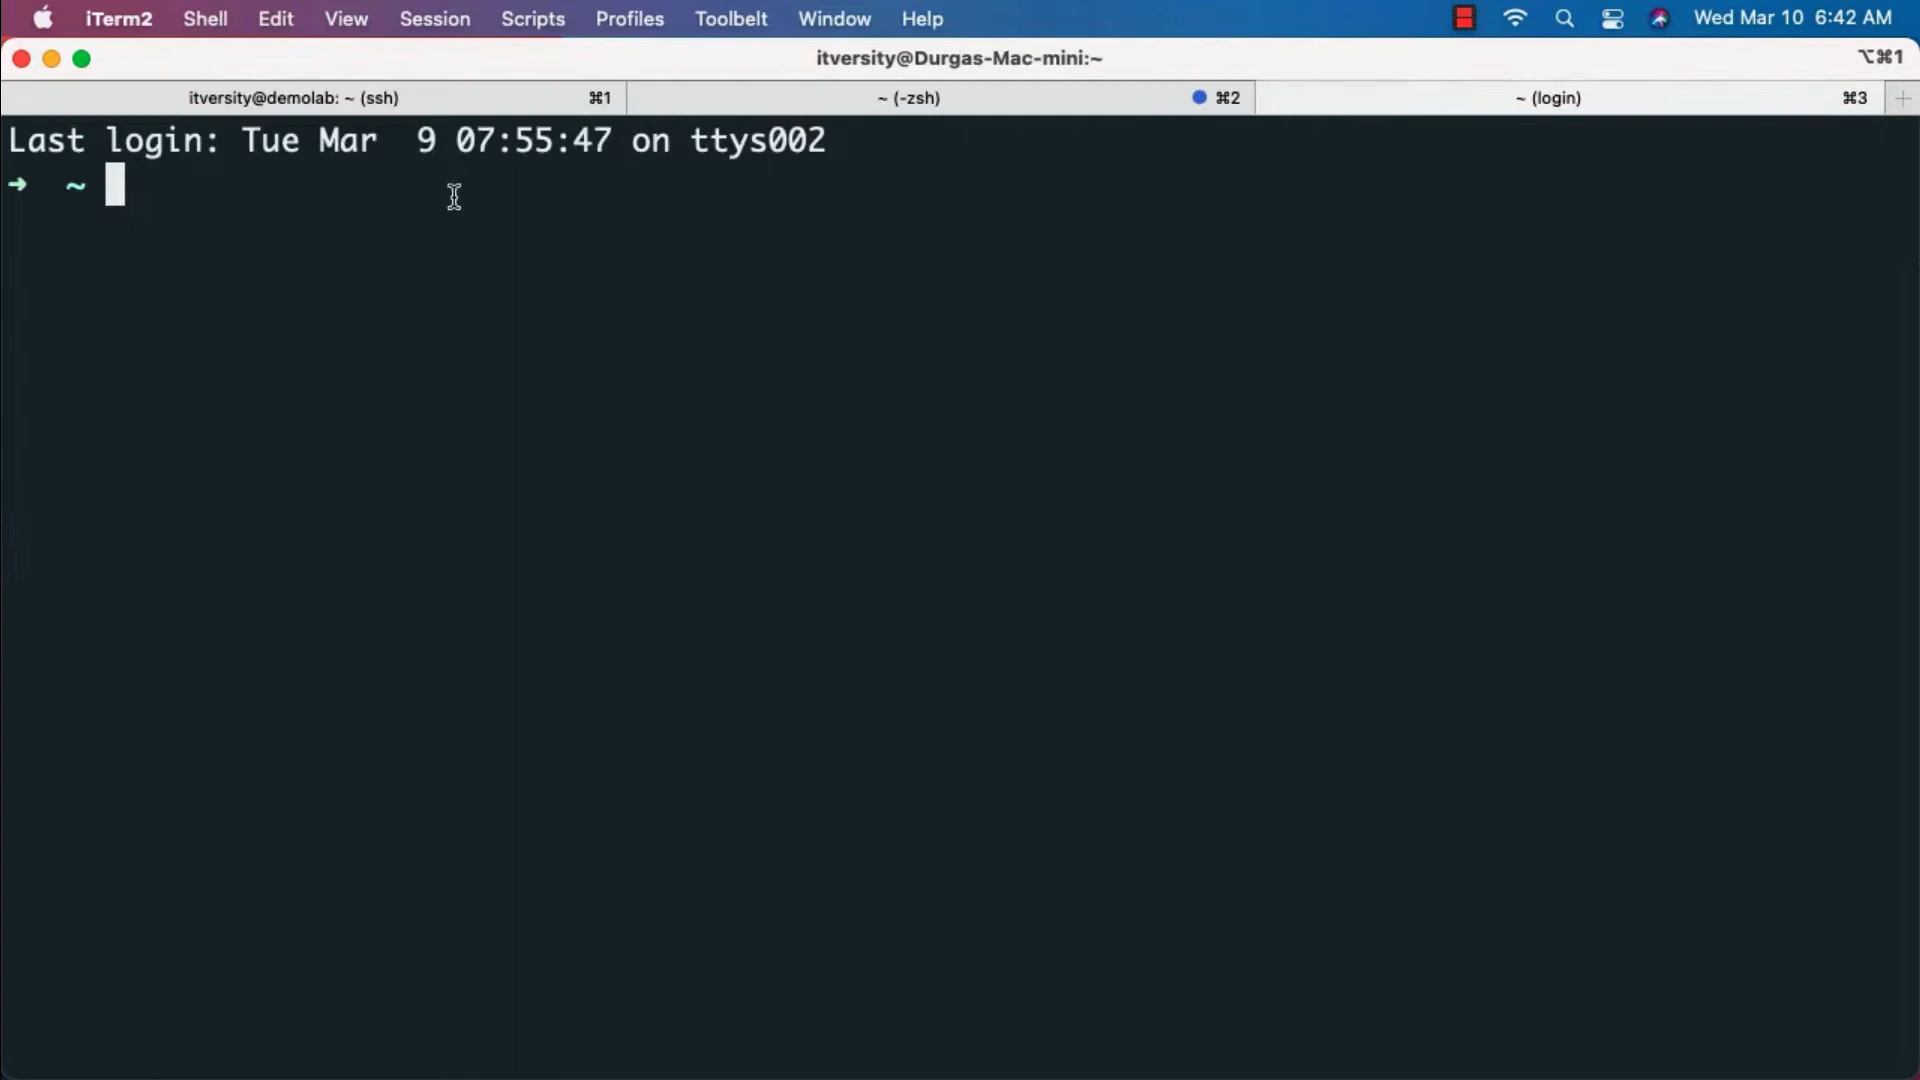 iTerm2 Shell Edit View Session Scripts Profiles Toolbelt Window Help Wed Mar 10 6:42 AM
itversity@Durgas-Mac-mini:~ ⌥⌘1
itversity@demolab: ~ (ssh) ⌘1 ~ (-zsh) ⌘2 ~ (login) ⌘3 +
Last login: Tue Mar  9 07:55:47 on ttys002
➜  ~